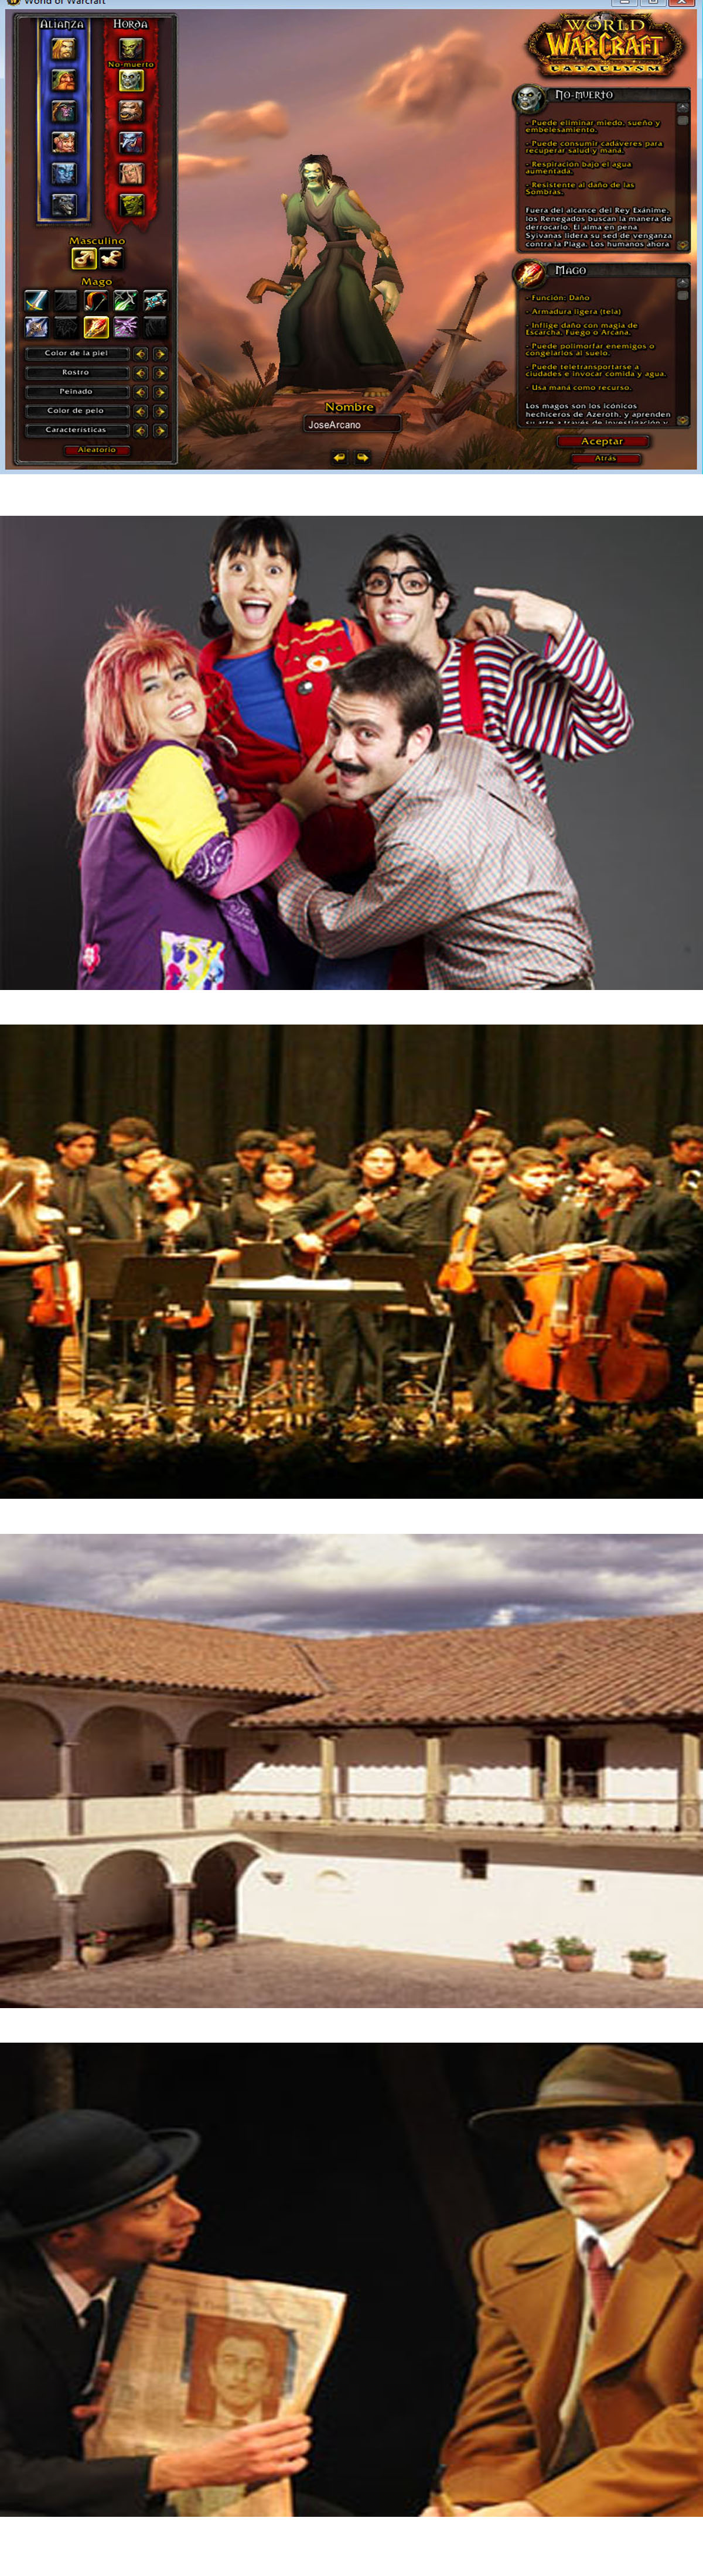 World of Warcraft
Alianza
Horda
No-muerto
Masculino
Mago
Color de la piel
Rostro
Peinado
Color de pelo
Características
Aleatorio
Nombre
JoseArcano
WORLD
OF
WARCRAFT
CATACLYSM
No-muerto
- Puede eliminar miedo, sueño y
embelesamiento.
- Puede consumir cadáveres para
recuperar salud y maná.
- Respiración bajo el agua
aumentada.
- Resistente al daño de las
Sombras.
Fuera del alcance del Rey Exánime,
los Renegados buscan la manera de
derrocarlo. El alma en pena
Sylvanas lidera su sed de venganza
contra la Plaga. Los humanos ahora
Mago
- Función: Daño
- Armadura ligera (tela)
- Inflige daño con magia de
Escarcha, Fuego o Arcana.
- Puede polimorfar enemigos o
congelarlos al suelo.
- Puede teletransportarse a
ciudades e invocar comida y agua.
- Usa maná como recurso.
Los magos son los icónicos
hechiceros de Azeroth, y aprenden
su arte a través de investigación y
Aceptar
Atrás